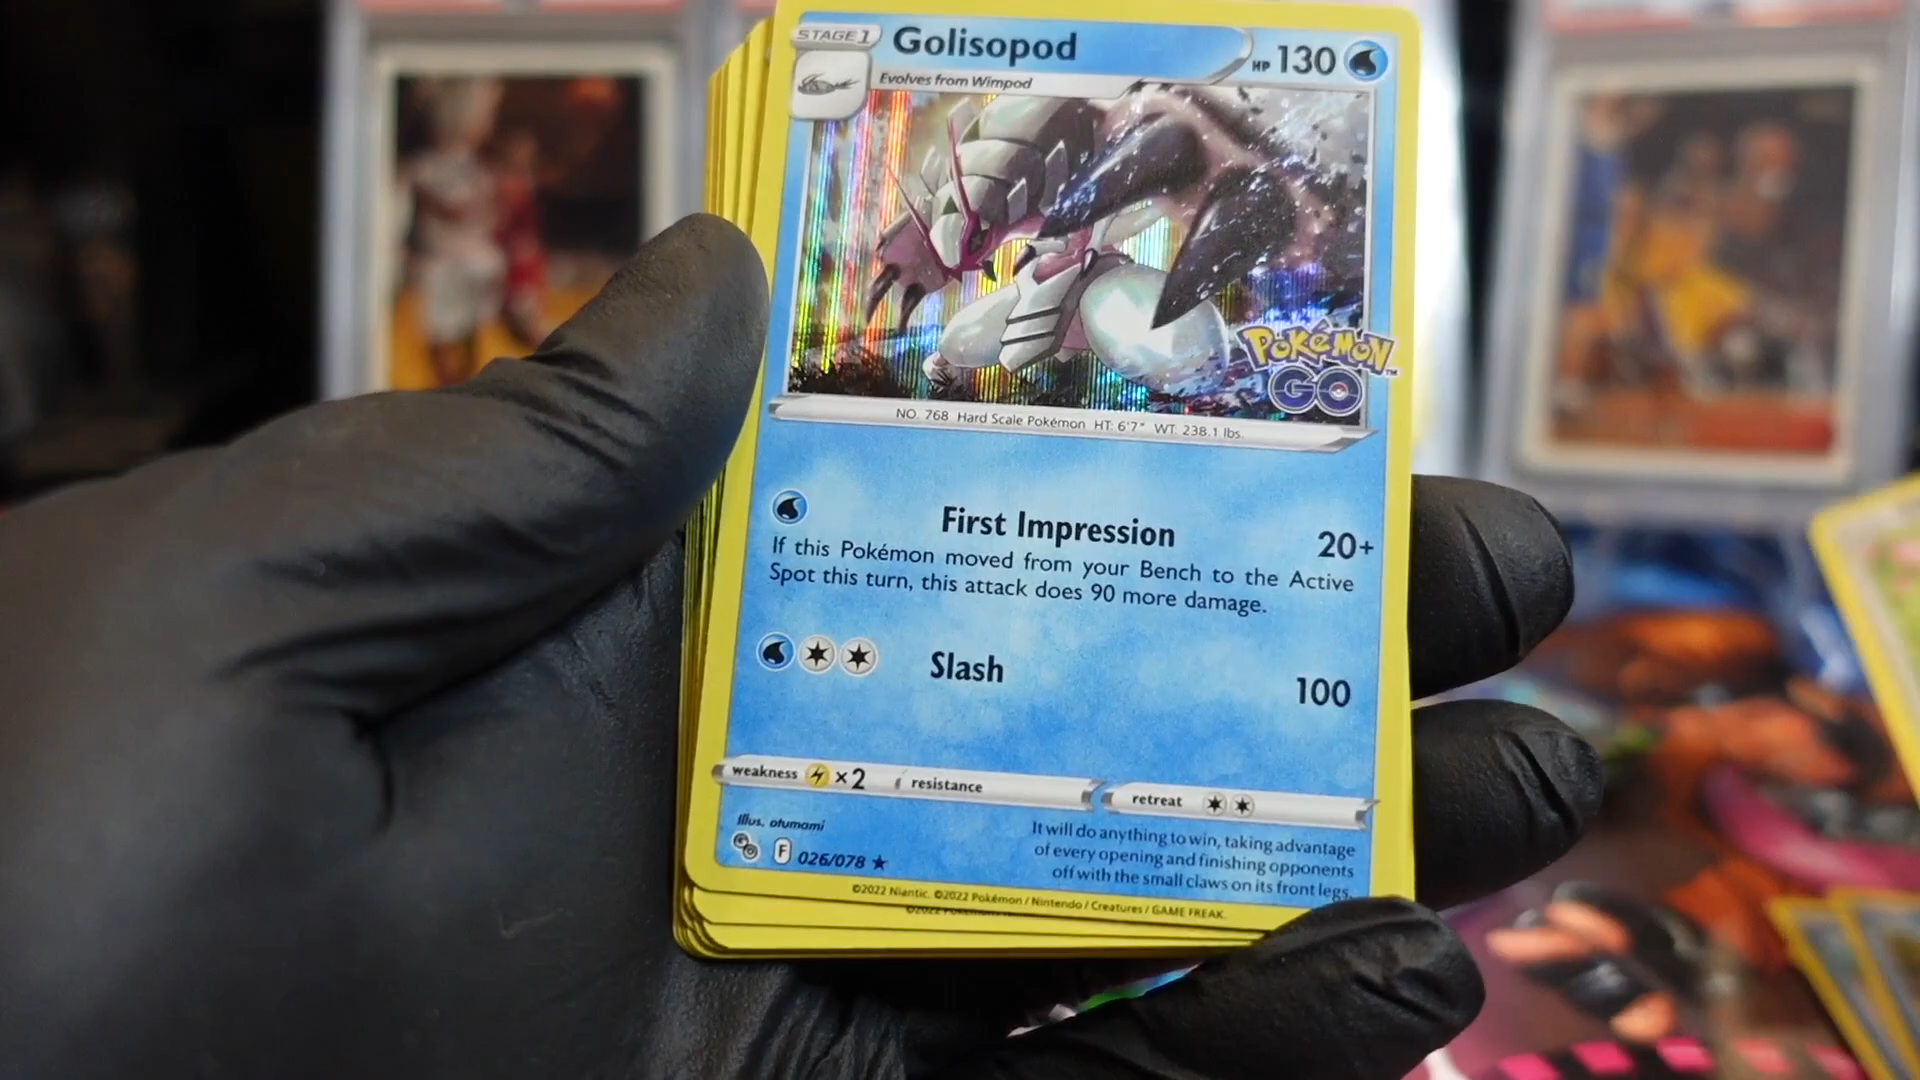 STAGE 1
Golisopod
HP 130
Evolves from Wimpod
POKéMON™
GO
NO. 768 Hard Scale Pokémon HT: 6'7" WT: 238.1 lbs.
First Impression 20+
If this Pokémon moved from your Bench to the Active
Spot this turn, this attack does 90 more damage.
Slash 100
weakness ×2 resistance retreat
Illus. otumami
It will do anything to win, taking advantage
of every opening and finishing opponents
off with the small claws on its front legs.
GO F 026/078 ★
©2022 Niantic. ©2022 Pokémon / Nintendo / Creatures / GAME FREAK.
©2022 Pokémon